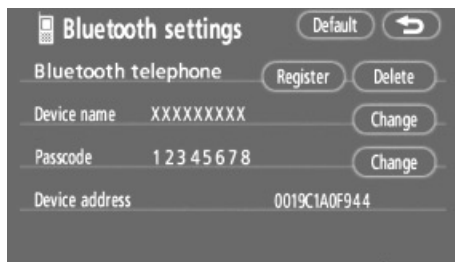 Bluetooth settings Default
Bluetooth telephone Register Delete
Device name XXXXXXXXX Change
Passcode 12345678 Change
Device address 0019C1A0F944